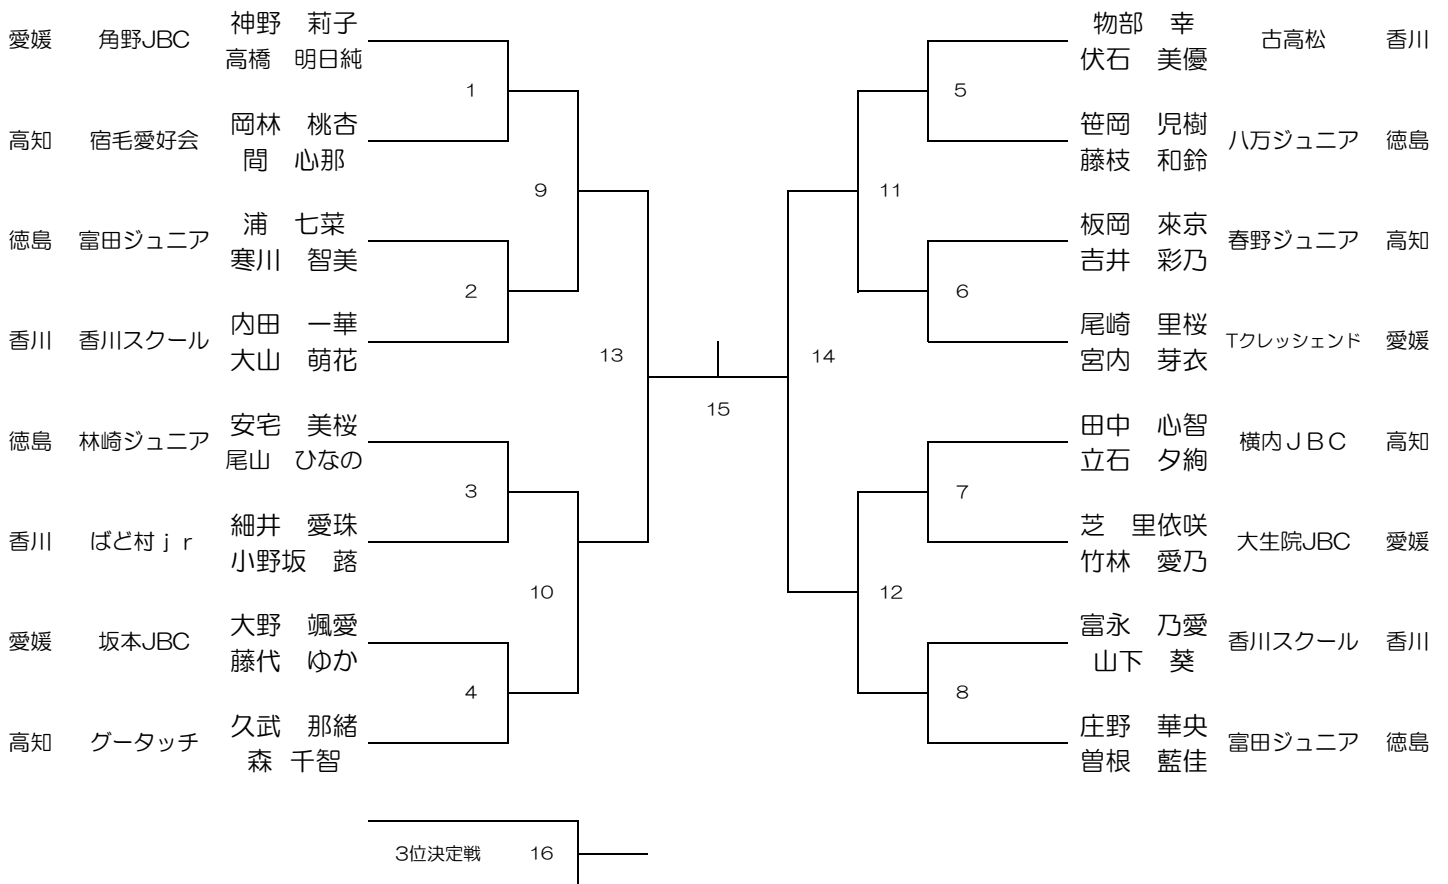 愛媛 角野JBC 神野 莉子
高橋 明日純
1
高知 宿毛愛好会 岡林 桃杏
間 心那
9
徳島 富田ジュニア 浦 七菜
寒川 智美
2
香川 香川スクール 内田 一華
大山 萌花
13
徳島 林崎ジュニア 安宅 美桜
尾山 ひなの
3
香川 ばど村ｊｒ 細井 愛珠
小野坂 蕗
10
愛媛 坂本JBC 大野 颯愛
藤代 ゆか
4
高知 グータッチ 久武 那緒
森 千智
15
物部 幸 古高松 香川
伏石 美優
5
笹岡 児樹 八万ジュニア 徳島
藤枝 和鈴
11
板岡 來京 春野ジュニア 高知
吉井 彩乃
6
尾崎 里桜 Tクレッシェンド 愛媛
宮内 芽衣
14
田中 心智 横内ＪＢＣ 高知
立石 夕絢
7
芝 里依咲 大生院JBC 愛媛
竹林 愛乃
12
富永 乃愛 香川スクール 香川
山下 葵
8
庄野 華央 富田ジュニア 徳島
曽根 藍佳
3位決定戦 16